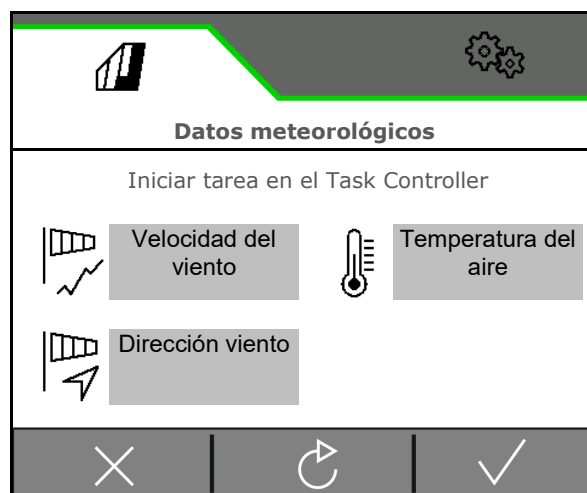 Datos meteorológicos
Iniciar tarea en el Task Controller
Velocidad del
viento
Temperatura del
aire
Dirección viento